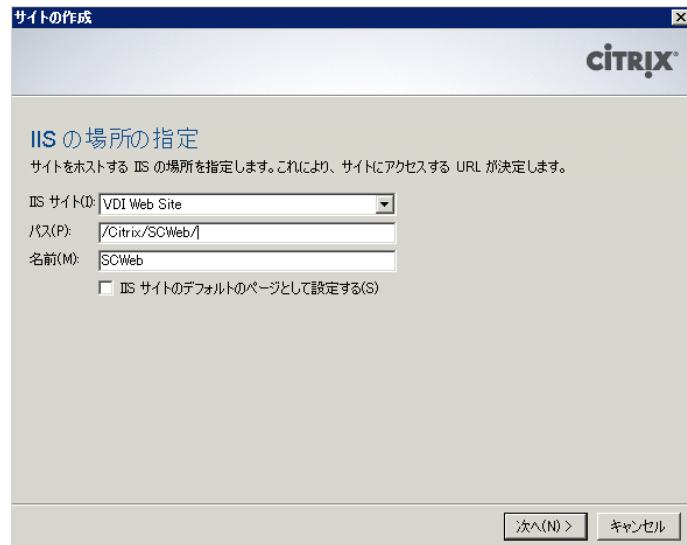 サイトの作成
CİTRIX
IIS の場所の指定
サイトをホストする IIS の場所を指定します。これにより、サイトにアクセスする URL が決定します。
IIS サイト(I): VDI Web Site
パス(P): /Citrix/SCWeb/
名前(M): SCWeb
IIS サイトのデフォルトのページとして設定する(S)
次へ(N) > キャンセル